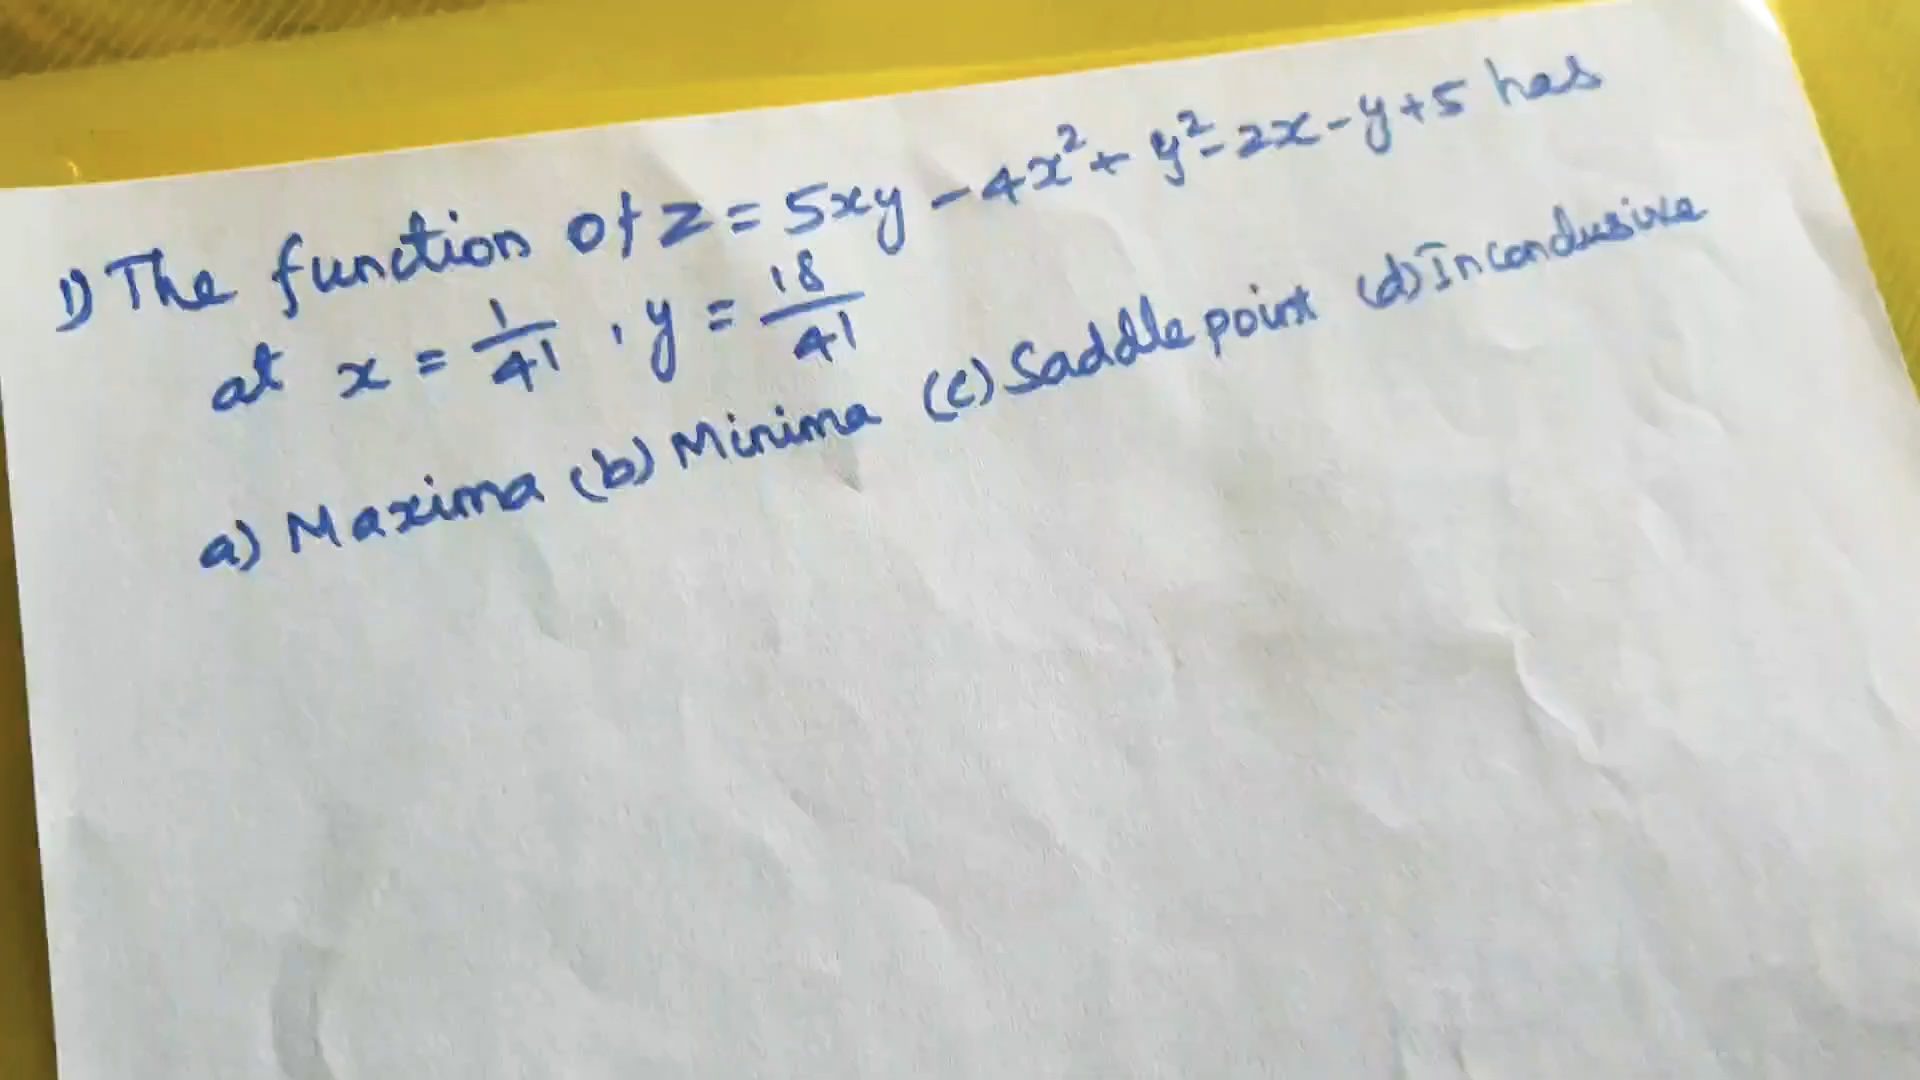 1) The function of z = 5xy - 4x² + y² - 2x - y + 5 has
at x = 1/41 , y = 18/41
a) Maxima (b) Minima (c) Saddle point (d) Inconclusive